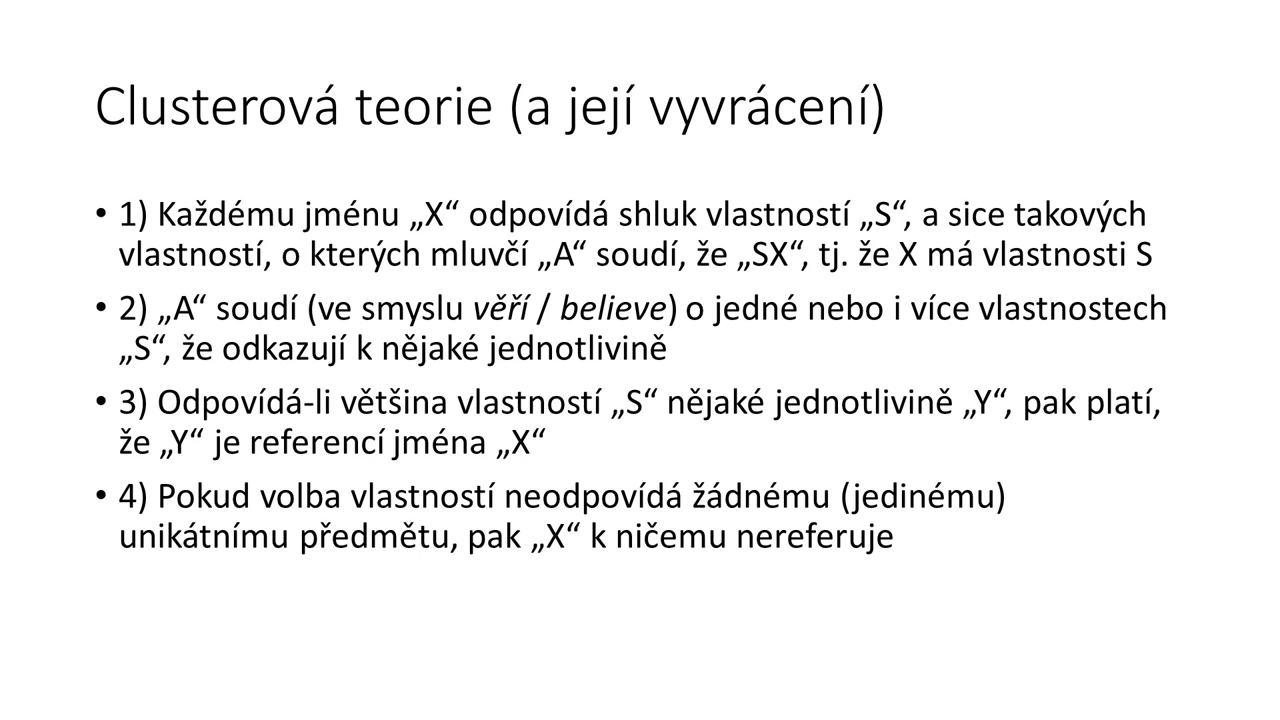 Clusterová teorie (a její vyvrácení)
• 1) Každému jménu „X“ odpovídá shluk vlastností „S“, a sice takových
vlastností, o kterých mluvčí „A“ soudí, že „SX“, tj. že X má vlastnosti S
• 2) „A“ soudí (ve smyslu věří / believe) o jedné nebo i více vlastnostech
„S“, že odkazují k nějaké jednotlivině
• 3) Odpovídá-li většina vlastností „S“ nějaké jednotlivině „Y“, pak platí,
že „Y“ je referencí jména „X“
• 4) Pokud volba vlastností neodpovídá žádnému (jedinému)
unikátnímu předmětu, pak „X“ k ničemu nereferuje